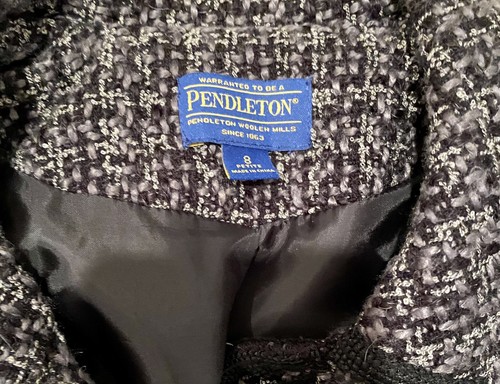 WARRANTED TO BE A
PENDLETON®
PENDLETON WOOLEN MILLS
SINCE 1863
8
PETITE
MADE IN CHINA